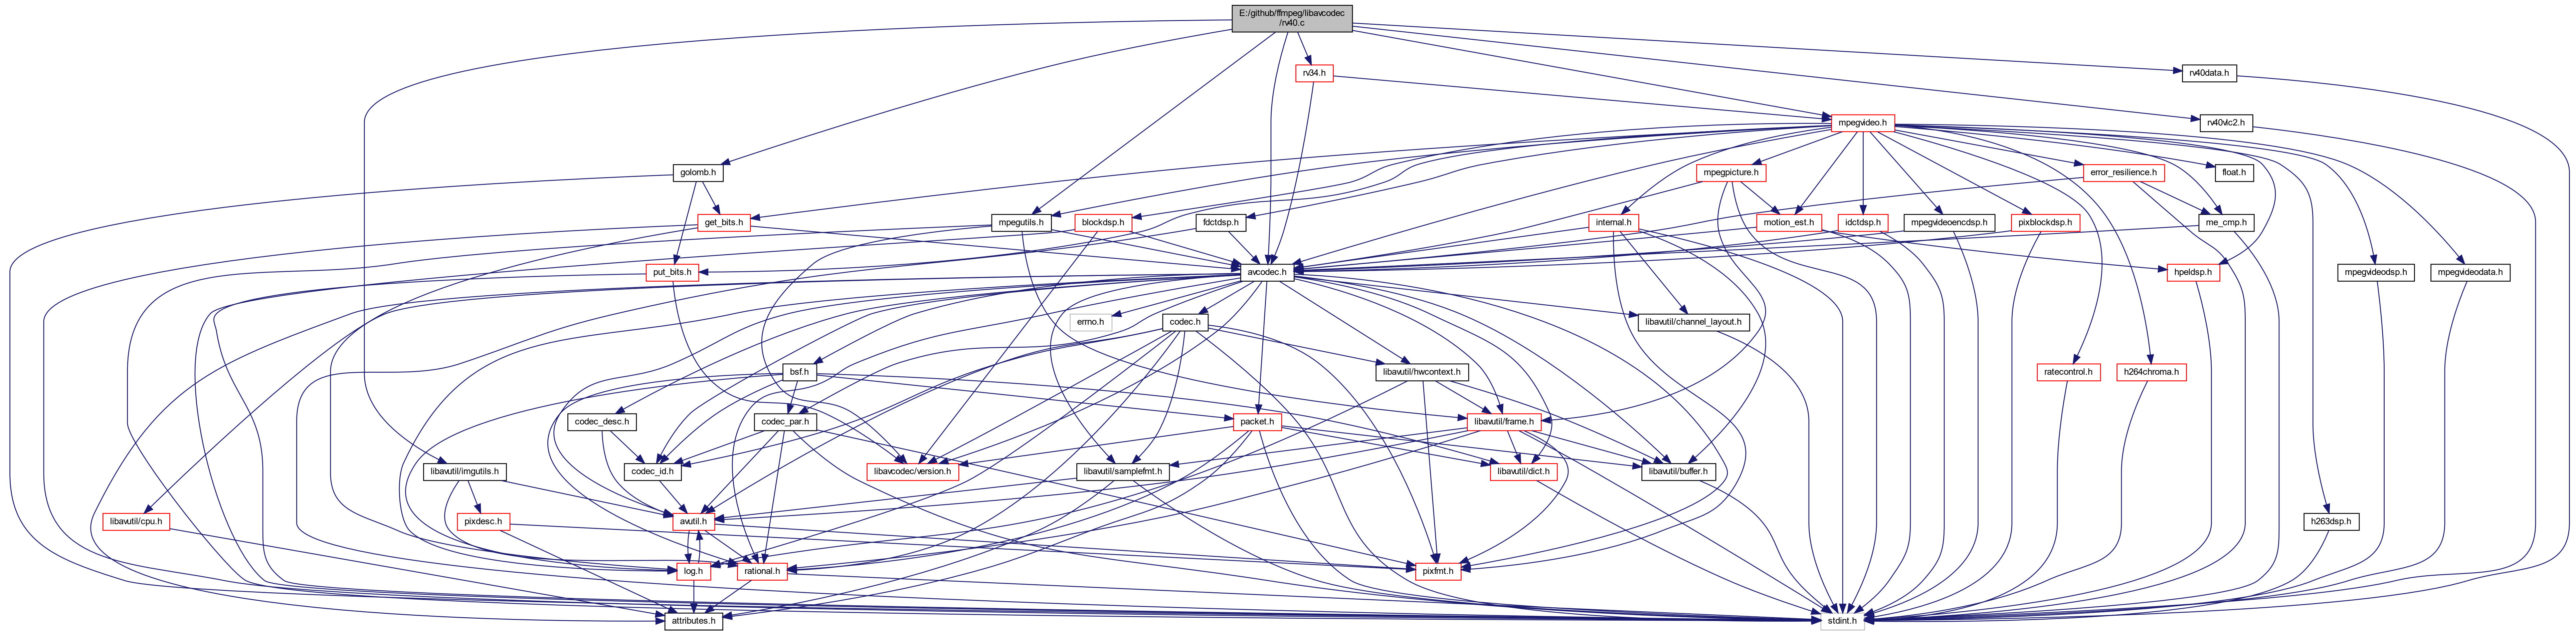 E:/github/ffmpeg/libavcodec
/rv40.c
rv34.h
rv40data.h
mpegvideo.h
rv40vlc2.h
golomb.h
mpegpicture.h
error_resilience.h
float.h
get_bits.h
mpegutils.h
blockdsp.h
fdctdsp.h
internal.h
motion_est.h
idctdsp.h
mpegvideoencdsp.h
pixblockdsp.h
me_cmp.h
put_bits.h
avcodec.h
hpeldsp.h
mpegvideodsp.h
mpegvideodata.h
errno.h
codec.h
libavutil/channel_layout.h
bsf.h
libavutil/hwcontext.h
ratecontrol.h
h264chroma.h
codec_desc.h
codec_par.h
packet.h
libavutil/frame.h
libavutil/imgutils.h
codec_id.h
libavcodec/version.h
libavutil/samplefmt.h
libavutil/dict.h
libavutil/buffer.h
libavutil/cpu.h
pixdesc.h
avutil.h
h263dsp.h
log.h
rational.h
pixfmt.h
attributes.h
stdint.h